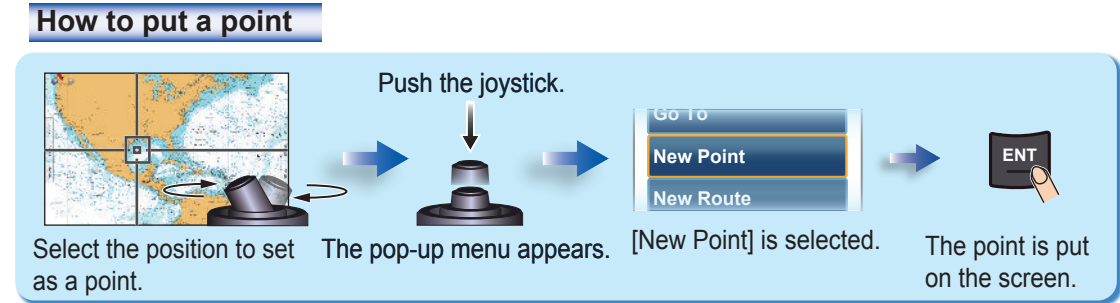 How to put a point
Push the joystick.
Go To
New Point
New Route
ENT
Select the position to set
as a point.
The pop-up menu appears.
[New Point] is selected.
The point is put
on the screen.